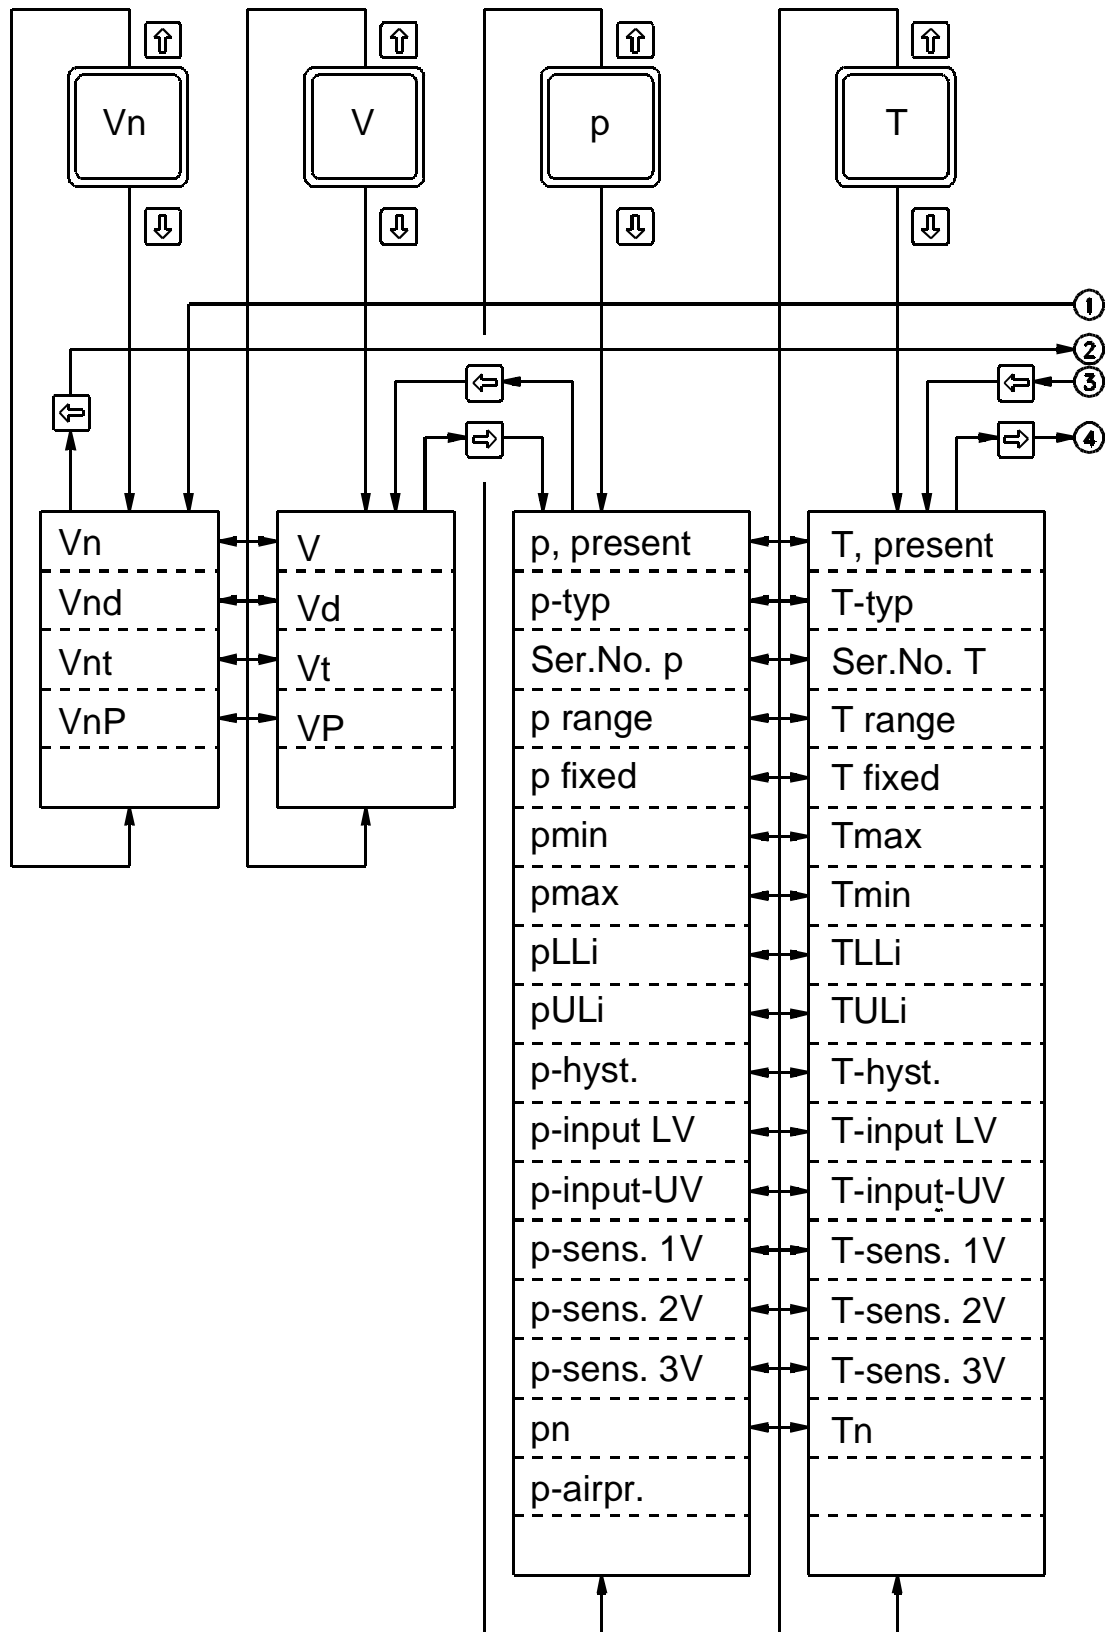 Vn
V
p
T
1
2
3
4
Vn
Vnd
Vnt
VnP
V
Vd
Vt
VP
p, present
p-typ
Ser.No. p
p range
p fixed
pmin
pmax
pLLi
pULi
p-hyst.
p-input LV
p-input-UV
p-sens. 1V
p-sens. 2V
p-sens. 3V
pn
p-airpr.
T, present
T-typ
Ser.No. T
T range
T fixed
Tmax
Tmin
TLLi
TULi
T-hyst.
T-input LV
T-input-UV
T-sens. 1V
T-sens. 2V
T-sens. 3V
Tn